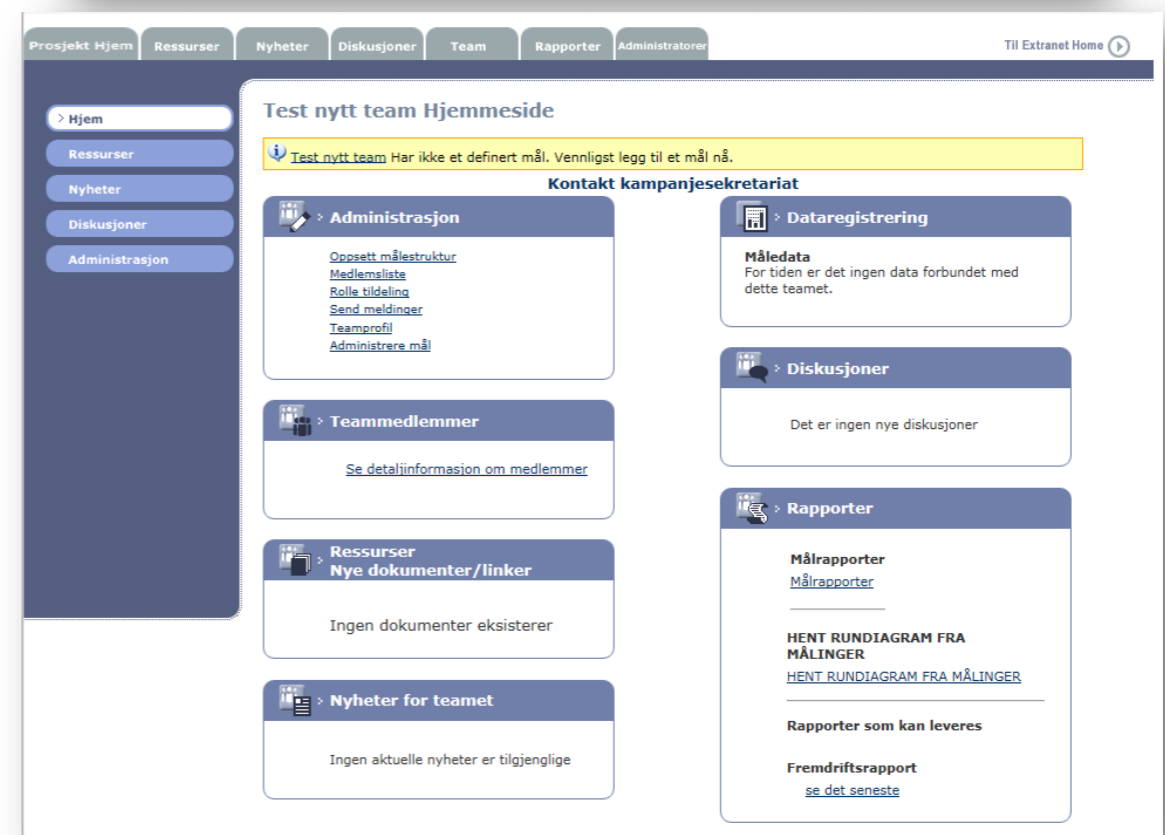 Prosjekt Hjem
Ressurser
Nyheter
Diskusjoner
Team
Rapporter
Administratorer
Til Extranet Home
> Hjem
Ressurser
Nyheter
Diskusjoner
Administrasjon
Test nytt team Hjemmeside
Test nytt team Har ikke et definert mål. Vennligst legg til et mål nå.
Kontakt kampanjesekretariat
> Administrasjon
Oppsett målestruktur
Medlemsliste
Rolle tildeling
Send meldinger
Teamprofil
Administrere mål
> Teammedlemmer
Se detaljinformasjon om medlemmer
> Ressurser
Nye dokumenter/linker
Ingen dokumenter eksisterer
> Nyheter for teamet
Ingen aktuelle nyheter er tilgjenglige
> Dataregistrering
Måledata
For tiden er det ingen data forbundet med
dette teamet.
> Diskusjoner
Det er ingen nye diskusjoner
> Rapporter
Målrapporter
Målrapporter
HENT RUNDIAGRAM FRA
MÅLINGER
HENT RUNDIAGRAM FRA MÅLINGER
Rapporter som kan leveres
Fremdriftsrapport
se det seneste